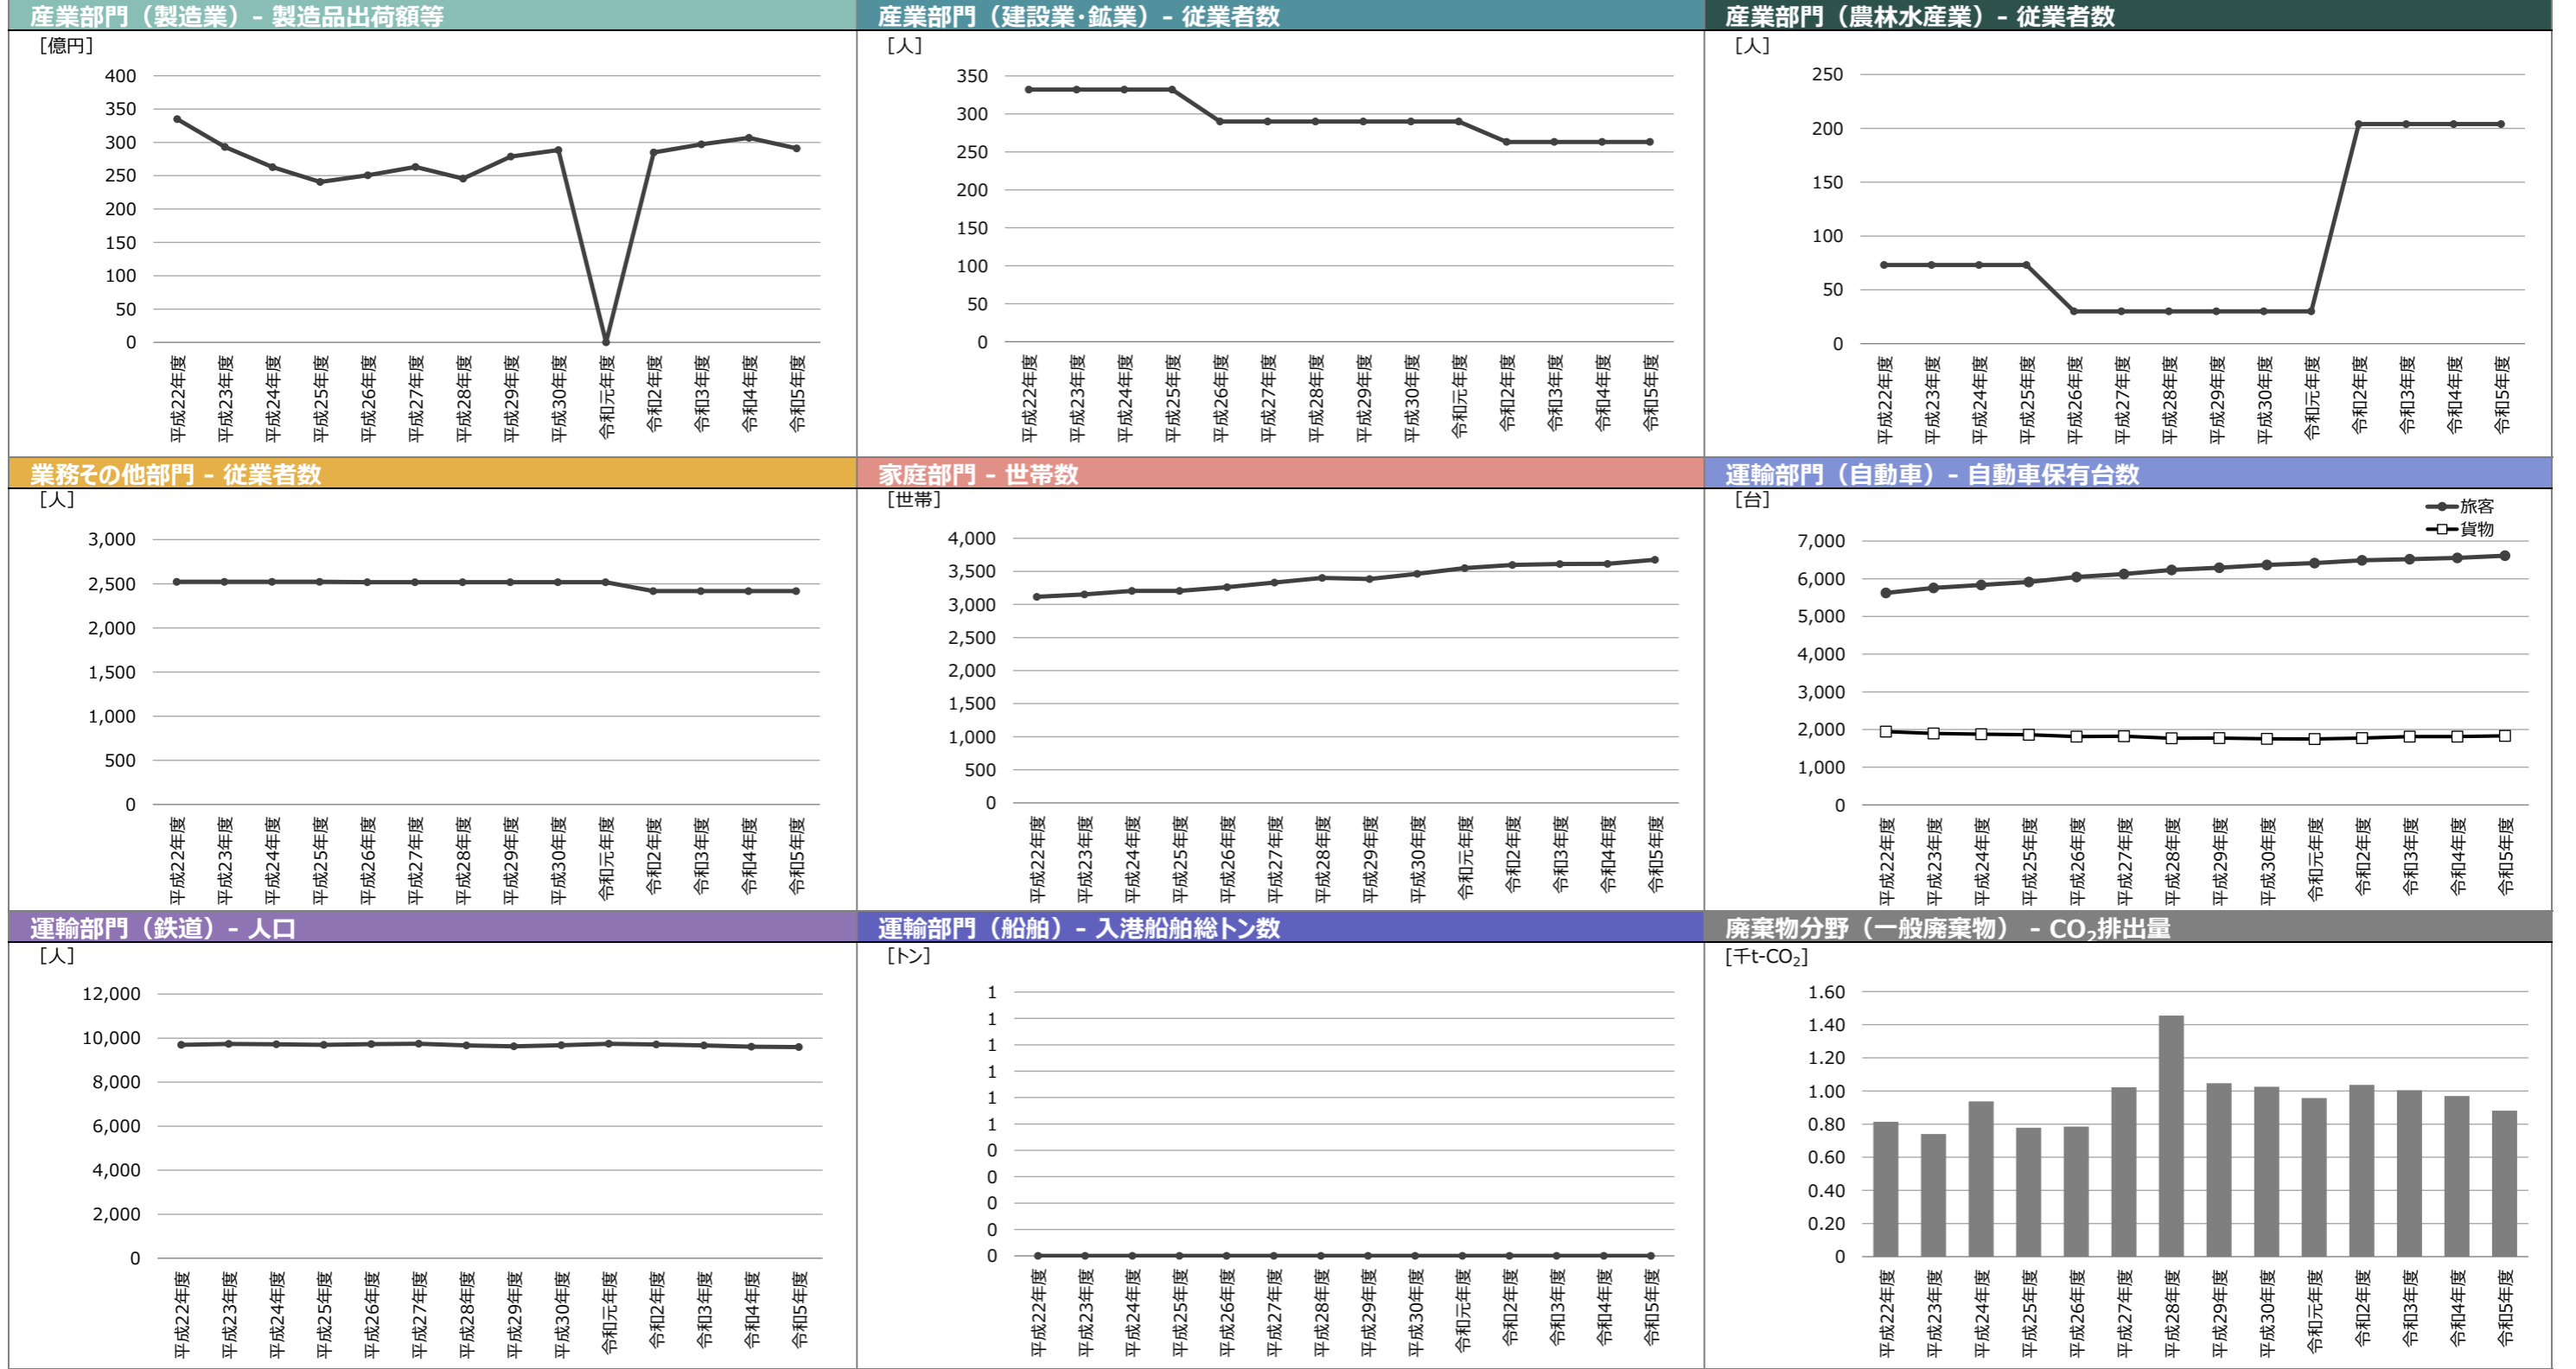 産業部門（製造業）- 製造品出荷額等
[億円]
400
350
300
250
200
150
100
50
0
平成22年度
平成23年度
平成24年度
平成25年度
平成26年度
平成27年度
平成28年度
平成29年度
平成30年度
令和元年度
令和2年度
令和3年度
令和4年度
令和5年度
産業部門（建設業･鉱業）- 従業者数
[人]
350
300
250
200
150
100
50
0
平成22年度
平成23年度
平成24年度
平成25年度
平成26年度
平成27年度
平成28年度
平成29年度
平成30年度
令和元年度
令和2年度
令和3年度
令和4年度
令和5年度
産業部門（農林水産業）- 従業者数
[人]
250
200
150
100
50
0
平成22年度
平成23年度
平成24年度
平成25年度
平成26年度
平成27年度
平成28年度
平成29年度
平成30年度
令和元年度
令和2年度
令和3年度
令和4年度
令和5年度
業務その他部門 - 従業者数
[人]
3,000
2,500
2,000
1,500
1,000
500
0
平成22年度
平成23年度
平成24年度
平成25年度
平成26年度
平成27年度
平成28年度
平成29年度
平成30年度
令和元年度
令和2年度
令和3年度
令和4年度
令和5年度
家庭部門 - 世帯数
[世帯]
4,000
3,500
3,000
2,500
2,000
1,500
1,000
500
0
平成22年度
平成23年度
平成24年度
平成25年度
平成26年度
平成27年度
平成28年度
平成29年度
平成30年度
令和元年度
令和2年度
令和3年度
令和4年度
令和5年度
運輸部門（自動車）- 自動車保有台数
[台]
旅客
貨物
7,000
6,000
5,000
4,000
3,000
2,000
1,000
0
平成22年度
平成23年度
平成24年度
平成25年度
平成26年度
平成27年度
平成28年度
平成29年度
平成30年度
令和元年度
令和2年度
令和3年度
令和4年度
令和5年度
運輸部門（鉄道）- 人口
[人]
12,000
10,000
8,000
6,000
4,000
2,000
0
平成22年度
平成23年度
平成24年度
平成25年度
平成26年度
平成27年度
平成28年度
平成29年度
平成30年度
令和元年度
令和2年度
令和3年度
令和4年度
令和5年度
運輸部門（船舶）- 入港船舶総トン数
[トン]
1
1
1
1
1
1
0
0
0
0
0
平成22年度
平成23年度
平成24年度
平成25年度
平成26年度
平成27年度
平成28年度
平成29年度
平成30年度
令和元年度
令和2年度
令和3年度
令和4年度
令和5年度
廃棄物分野（一般廃棄物） - CO₂排出量
[千t-CO₂]
1.60
1.40
1.20
1.00
0.80
0.60
0.40
0.20
0
平成22年度
平成23年度
平成24年度
平成25年度
平成26年度
平成27年度
平成28年度
平成29年度
平成30年度
令和元年度
令和2年度
令和3年度
令和4年度
令和5年度